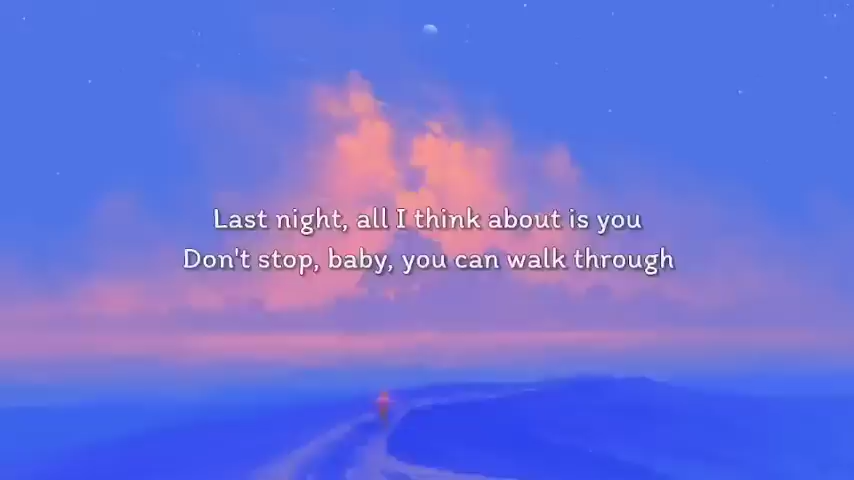 Last night, all I think about is you
Don't stop, baby, you can walk through